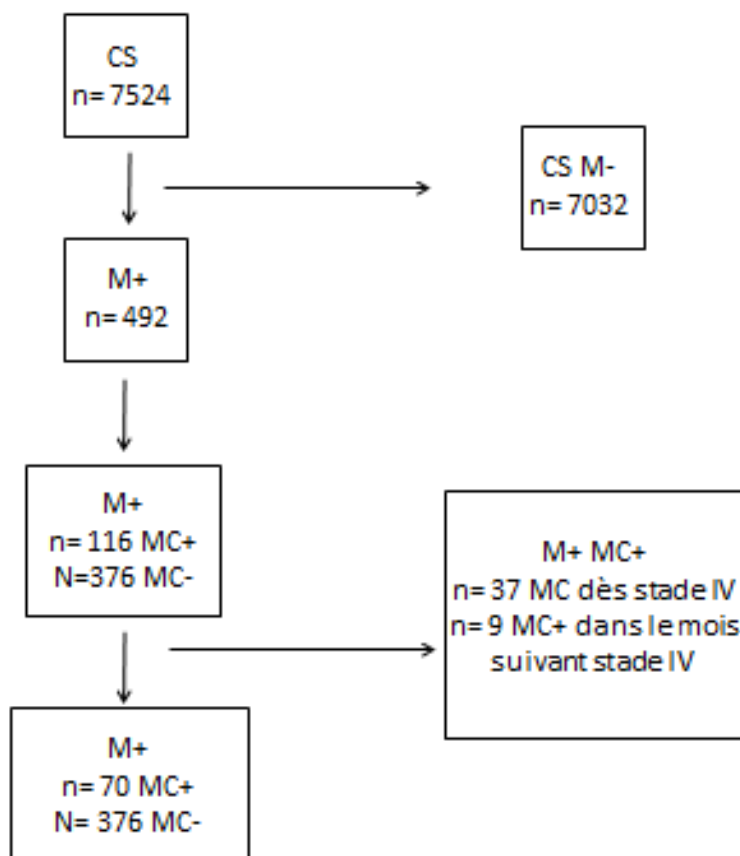 CS
n= 7524
CS M-
n= 7032
M+
n= 492
M+
n= 116 MC+
N=376 MC-
M+ MC+
n= 37 MC dès stade IV
n= 9 MC+ dans le mois
suivant stade IV
M+
n= 70 MC+
N= 376 MC-